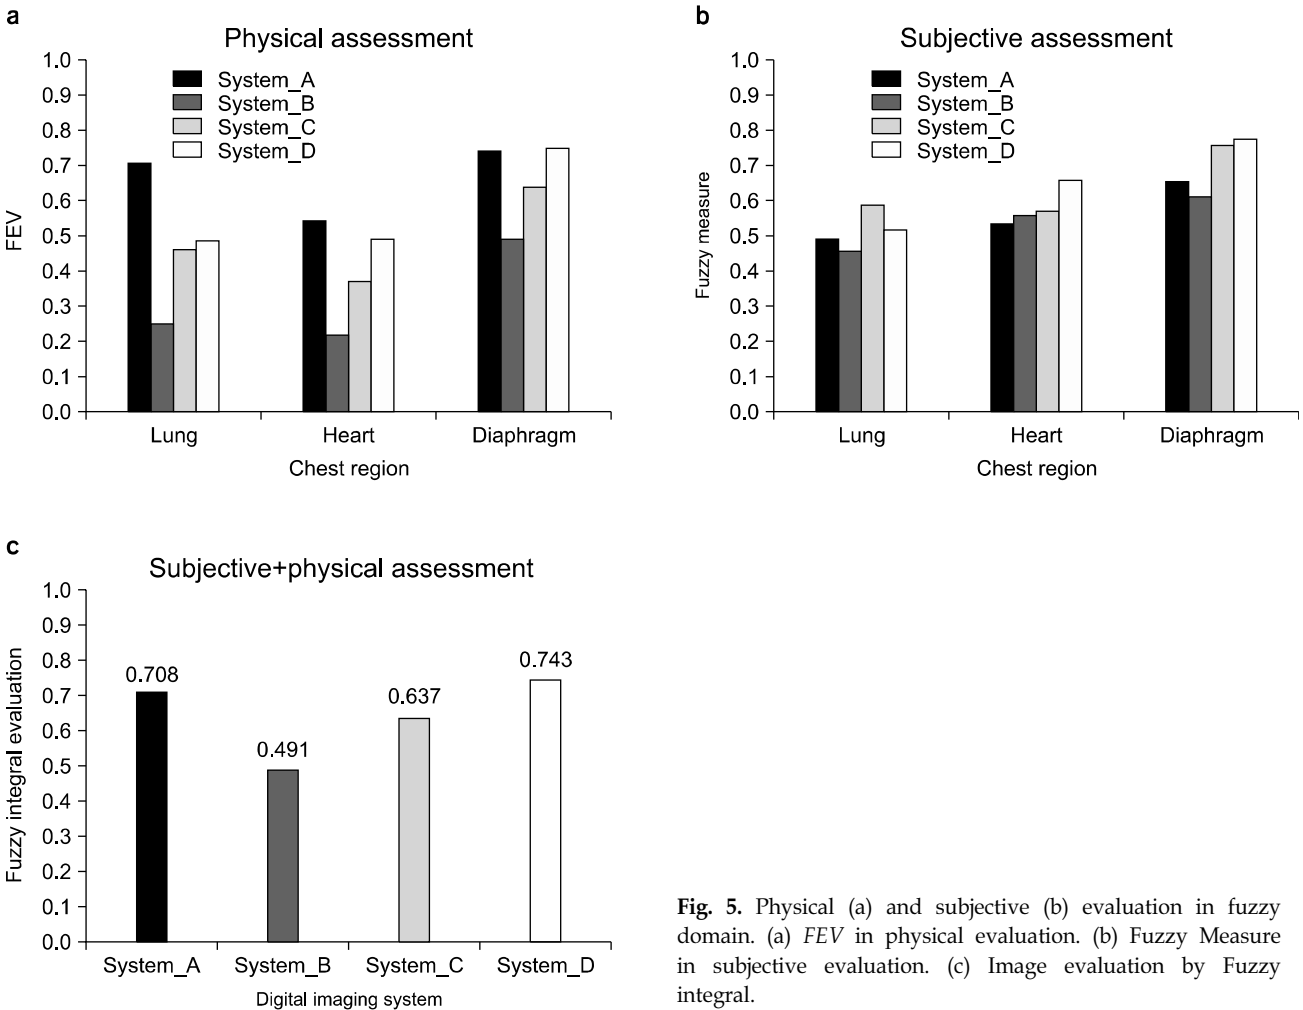 a
Physical assessment
1.0
0.9
0.8
0.7
0.6
0.5
0.4
0.3
0.2
0.1
0.0
FEV
System_A
System_B
System_C
System_D
Lung
Heart
Diaphragm
Chest region
b
Subjective assessment
1.0
0.9
0.8
0.7
0.6
0.5
0.4
0.3
0.2
0.1
0.0
Fuzzy measure
System_A
System_B
System_C
System_D
Lung
Heart
Diaphragm
Chest region
c
Subjective+physical assessment
1.0
0.9
0.8
0.7
0.6
0.5
0.4
0.3
0.2
0.1
0.0
Fuzzy integral evaluation
0.708
0.491
0.637
0.743
System_A
System_B
System_C
System_D
Digital imaging system
Fig. 5. Physical (a) and subjective (b) evaluation in fuzzy
domain. (a) FEV in physical evaluation. (b) Fuzzy Measure
in subjective evaluation. (c) Image evaluation by Fuzzy
integral.